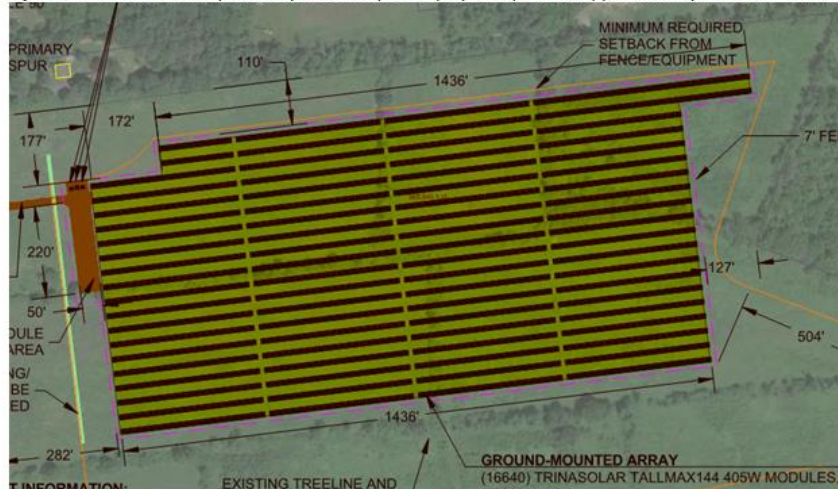 PRIMARY
SPUR
110'
MINIMUM REQUIRED
SETBACK FROM
FENCE/EQUIPMENT
1436'
172'
177'
7' FE
220'
127'
50'
DULE
AREA
504'
NG/
BE
ED
1436'
282'
GROUND-MOUNTED ARRAY
(16640) TRINASOLAR TALLMAX144 405W MODULES
T INFORMATION:
EXISTING TREELINE AND